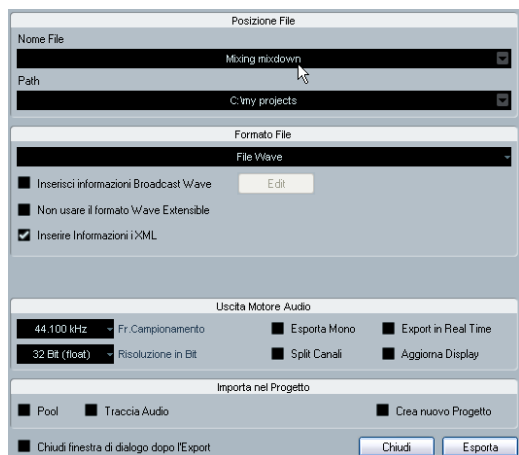 Posizione File
Nome File
Mixing mixdown
Path
C:\my projects
Formato File
File Wave
Inserisci informazioni Broadcast Wave Edit
Non usare il formato Wave Extensible
Inserire Informazioni iXML
Uscita Motore Audio
44.100 kHz Fr.Campionamento Esporta Mono Export in Real Time
32 Bit (float) Risoluzione in Bit Split Canali Aggiorna Display
Importa nel Progetto
Pool Traccia Audio Crea nuovo Progetto
Chiudi finestra di dialogo dopo l'Export Chiudi Esporta